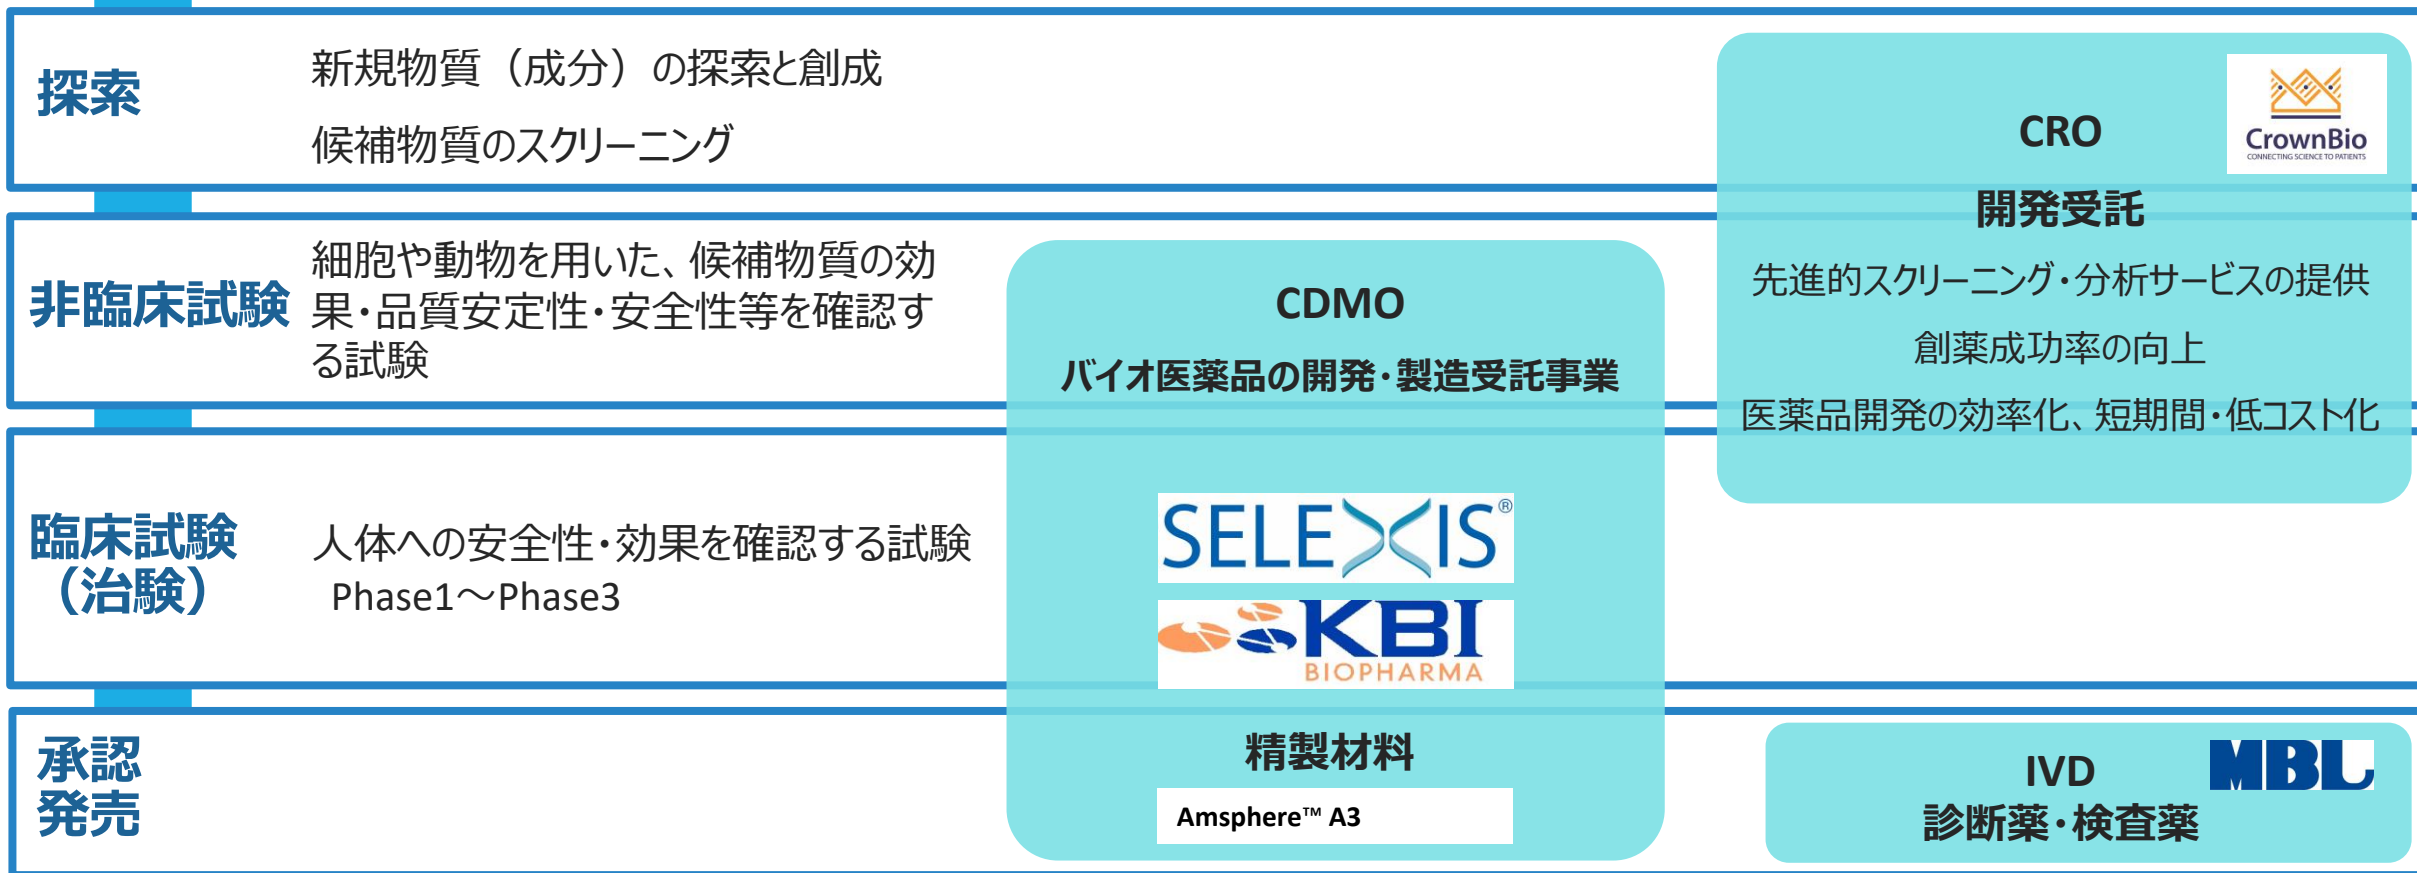 探索
新規物質（成分）の探索と創成
候補物質のスクリーニング
非臨床試験
細胞や動物を用いた、候補物質の効
果・品質安定性・安全性等を確認す
る試験
臨床試験
（治験）
人体への安全性・効果を確認する試験
Phase1～Phase3
承認
発売
CDMO
バイオ医薬品の開発・製造受託事業
SELEXIS®
KBI
BIOPHARMA
精製材料
Amsphere™ A3
CRO
CrownBio
CONNECTING SCIENCE TO PATIENTS
開発受託
先進的スクリーニング・分析サービスの提供
創薬成功率の向上
医薬品開発の効率化、短期間・低コスト化
IVD
MBL
診断薬・検査薬